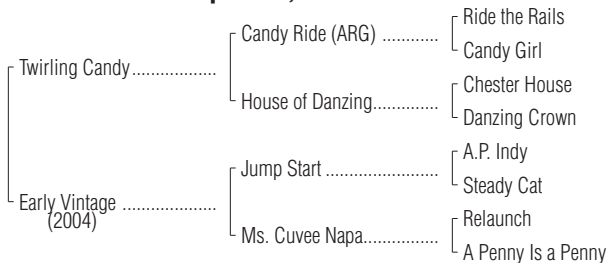 Ride the Rails
Candy Ride (ARG) ............
Candy Girl
Twirling Candy..................
Chester House
House of Danzing..............
Danzing Crown
A.P. Indy
Jump Start ........................
Steady Cat
Early Vintage ....................
(2004)
Relaunch
Ms. Cuvee Napa................
A Penny Is a Penny